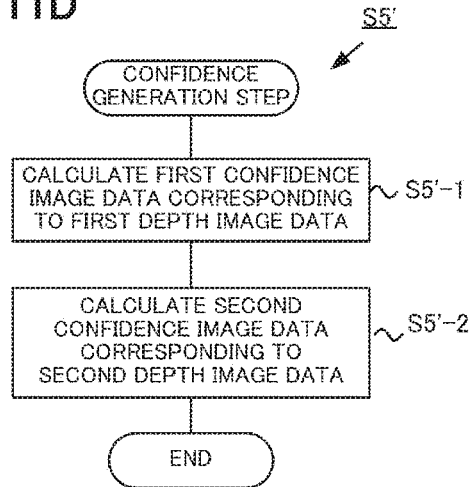 S5'
CONFIDENCE
GENERATION STEP
CALCULATE FIRST CONFIDENCE
IMAGE DATA CORRESPONDING
TO FIRST DEPTH IMAGE DATA
S5'-1
CALCULATE SECOND
CONFIDENCE IMAGE DATA
CORRESPONDING TO
SECOND DEPTH IMAGE DATA
S5'-2
END